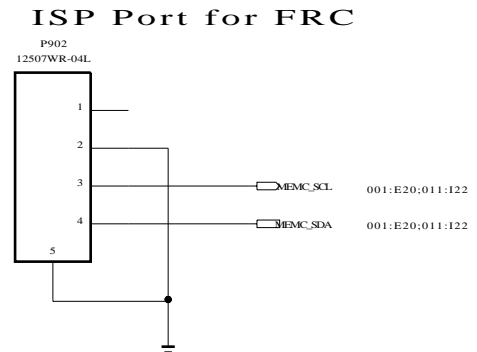 ISP Port for FRC
P902
12507WR-04L
1
2
3 MEMC_SCL 001:E20;011:I22
4 MEMC_SDA 001:E20;011:I22
5